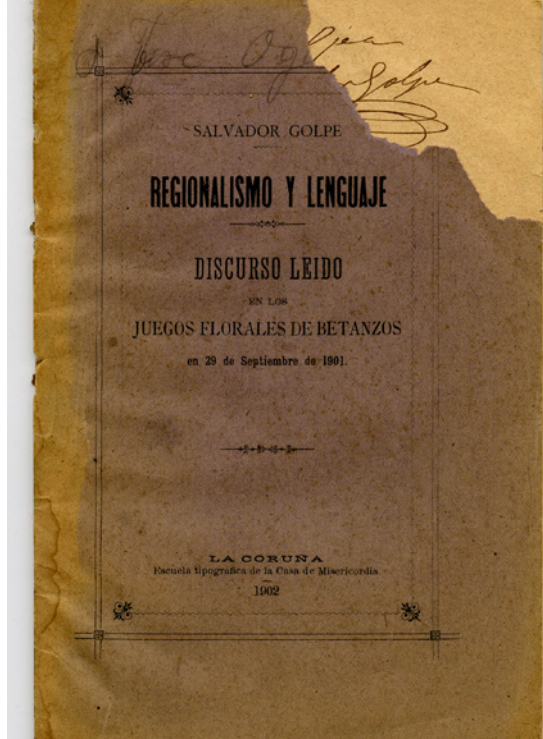 Golpe
SALVADOR GOLPE
REGIONALISMO Y LENGUAJE
DISCURSO LEIDO
EN LOS
JUEGOS FLORALES DE BETANZOS
en 29 de Septiembre de 1901.
LA CORUÑA
Escuela tipográfica de la Casa de Misericordia
1902